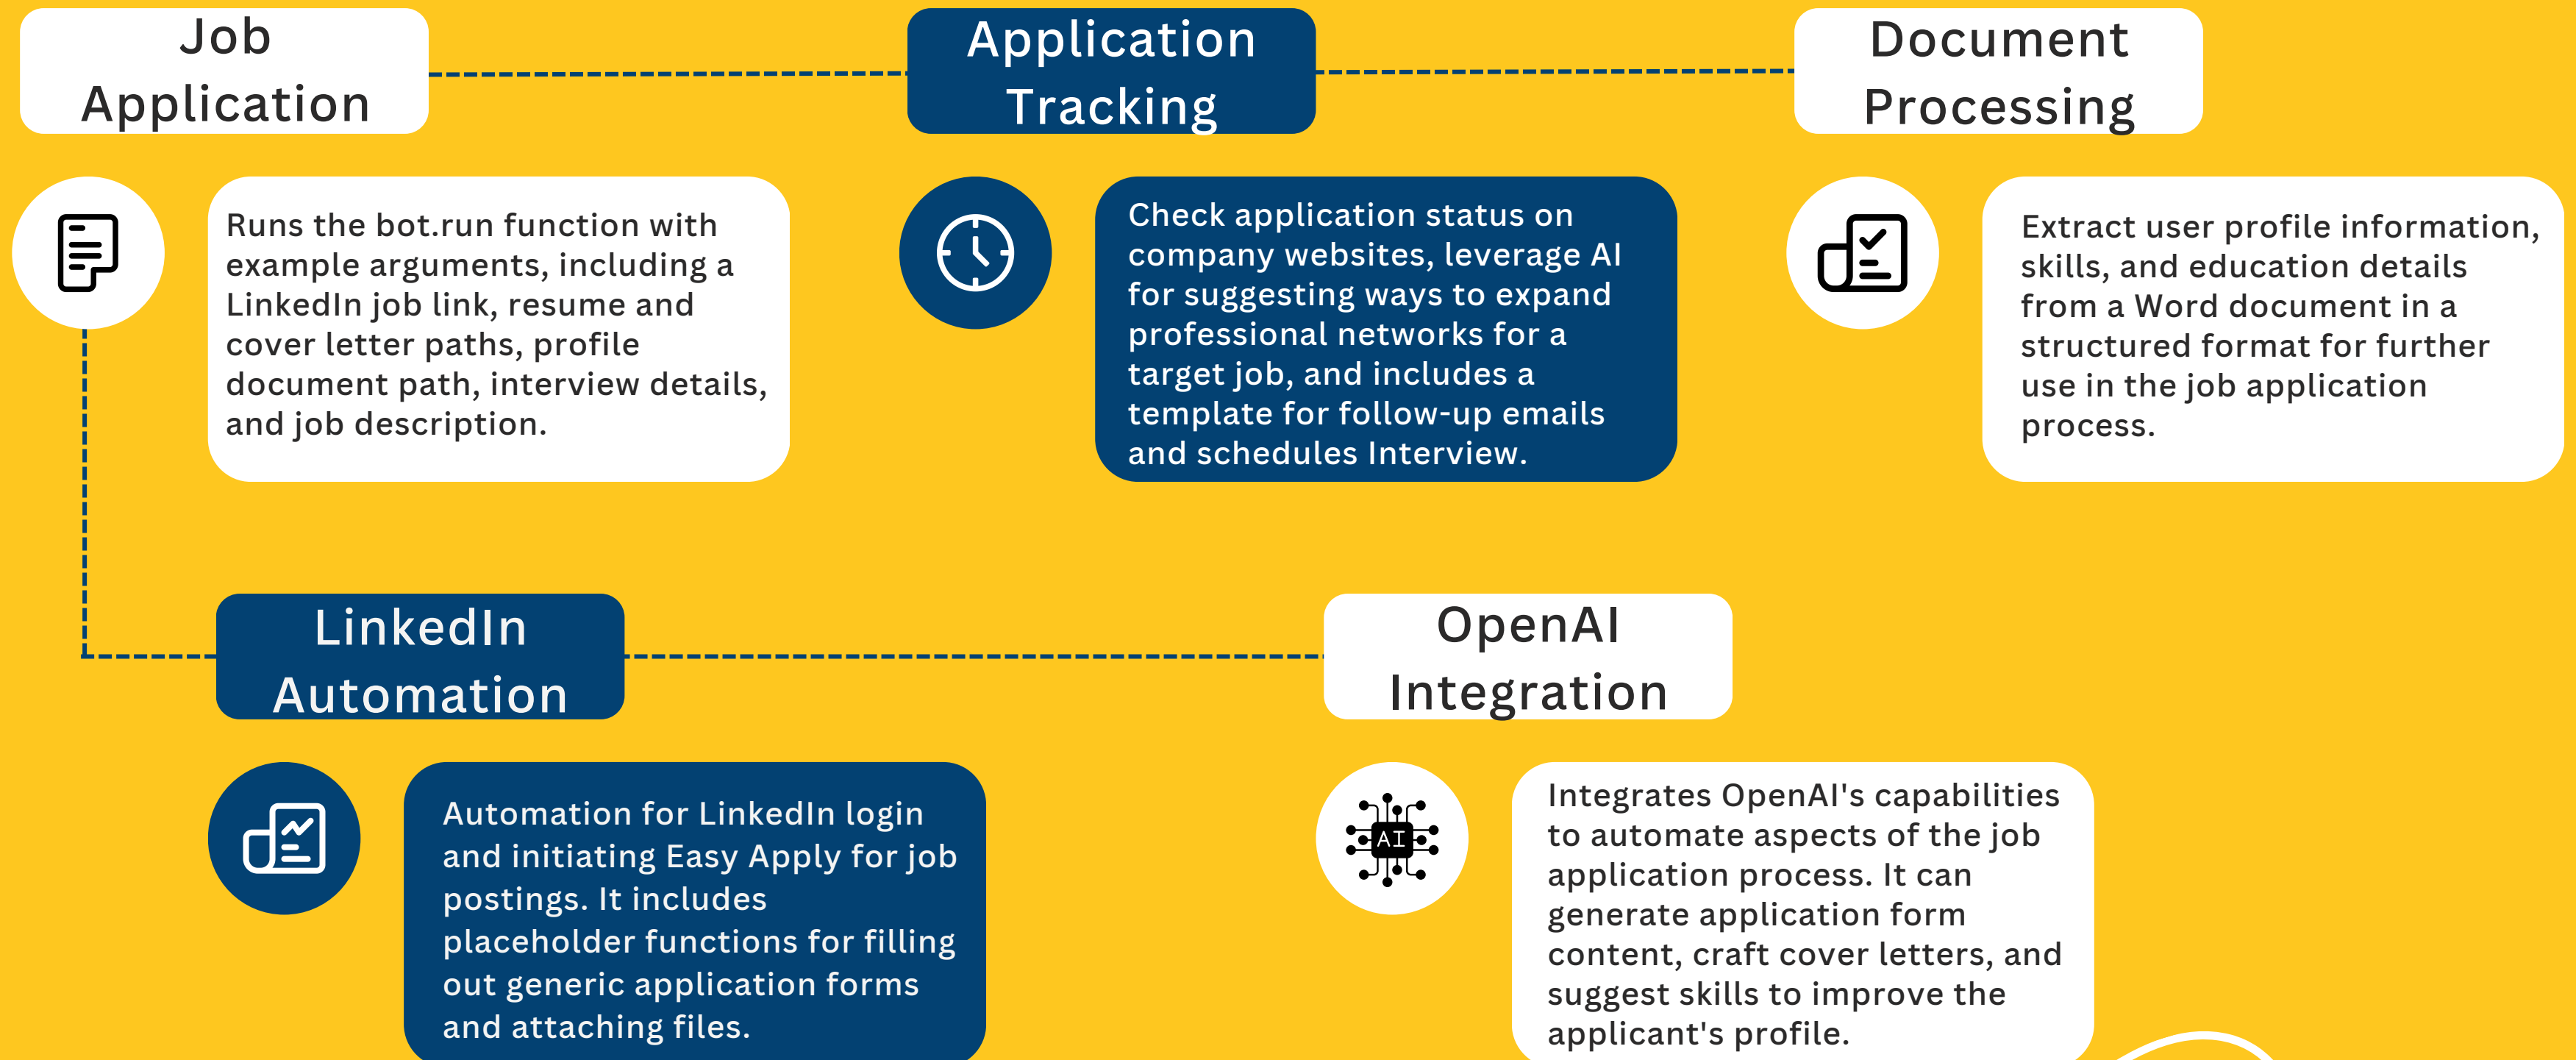 Job
Application
Application
Tracking
Document
Processing
Runs the bot.run function with
example arguments, including a
LinkedIn job link, resume and
cover letter paths, profile
document path, interview details,
and job description.
Check application status on
company websites, leverage AI
for suggesting ways to expand
professional networks for a
target job, and includes a
template for follow-up emails
and schedules Interview.
Extract user profile information,
skills, and education details
from a Word document in a
structured format for further
use in the job application
process.
LinkedIn
Automation
OpenAI
Integration
Automation for LinkedIn login
and initiating Easy Apply for job
postings. It includes
placeholder functions for filling
out generic application forms
and attaching files.
AI
Integrates OpenAI's capabilities
to automate aspects of the job
application process. It can
generate application form
content, craft cover letters, and
suggest skills to improve the
applicant's profile.